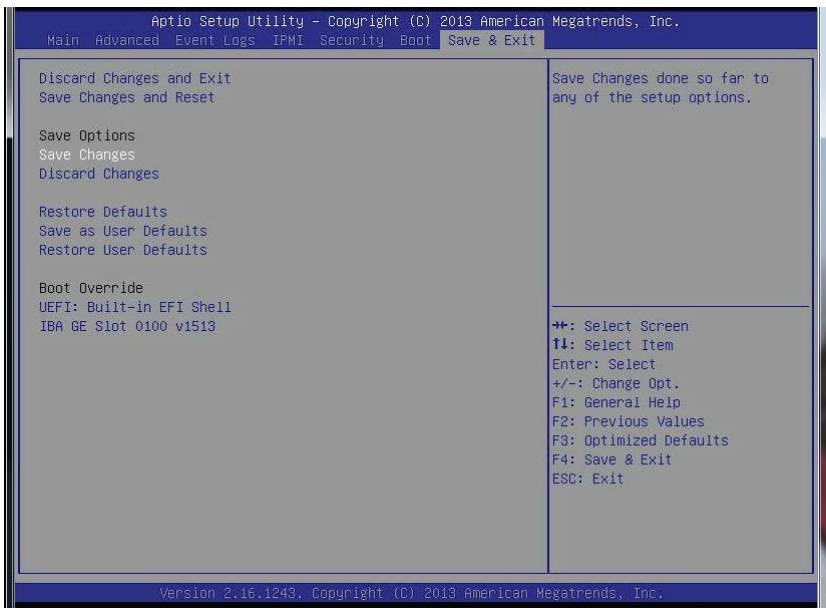 Aptio Setup Utility – Copyright (C) 2013 American Megatrends, Inc.
Main Advanced Event Logs IPMI Security Boot Save & Exit
Discard Changes and Exit
Save Changes and Reset
Save Options
Save Changes
Discard Changes
Restore Defaults
Save as User Defaults
Restore User Defaults
Boot Override
UEFI: Built-in EFI Shell
IBA GE Slot 0100 v1513
Save Changes done so far to
any of the setup options.
→←: Select Screen
↑↓: Select Item
Enter: Select
+/-: Change Opt.
F1: General Help
F2: Previous Values
F3: Optimized Defaults
F4: Save & Exit
ESC: Exit
Version 2.16.1243. Copyright (C) 2013 American Megatrends, Inc.